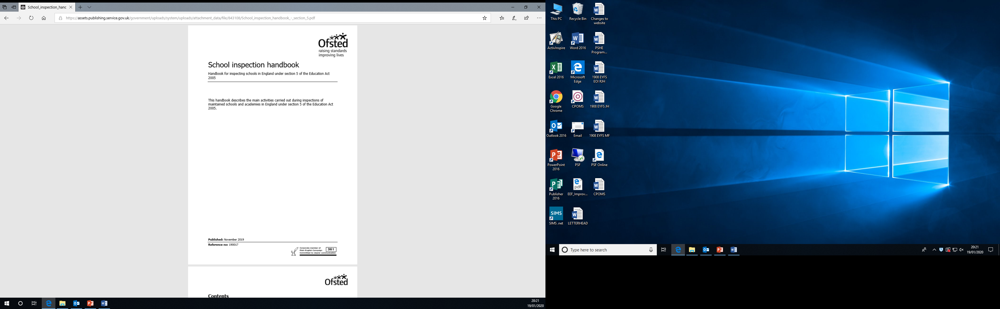 School_inspection_hanc
https://assets.publishing.service.gov.uk/government/uploads/system/uploads/attachment_data/file/843108/School_inspection_handbook_-_section_5.pdf
Ofsted
raising standards
improving lives
School inspection handbook
Handbook for inspecting schools in England under section 5 of the Education Act
2005
This handbook describes the main activities carried out during inspections of
maintained schools and academies in England under section 5 of the Education Act
2005.
Published: November 2019
Reference no: 190017
Corporate member of
Plain English Campaign
Committed to clearer communication
361
Ofsted
Contents
20:21
19/01/2020
This PC
Recycle Bin
Changes to
website
ActivInspire
Word 2016
PSHE
Program...
Excel 2016
Microsoft
Edge
1908 EYFS
EOI RJH
Google
Chrome
CPOMS
1908 EYFS JH
Outlook 2016
Email
1908 EYFS MF
PowerPoint
2016
PSF
PSF Online
Publisher
2016
pdf
EEF_Improv...
CPOMS
SIMS
SIMS .net
LETTERHEAD
Type here to search
20:21
19/01/2020